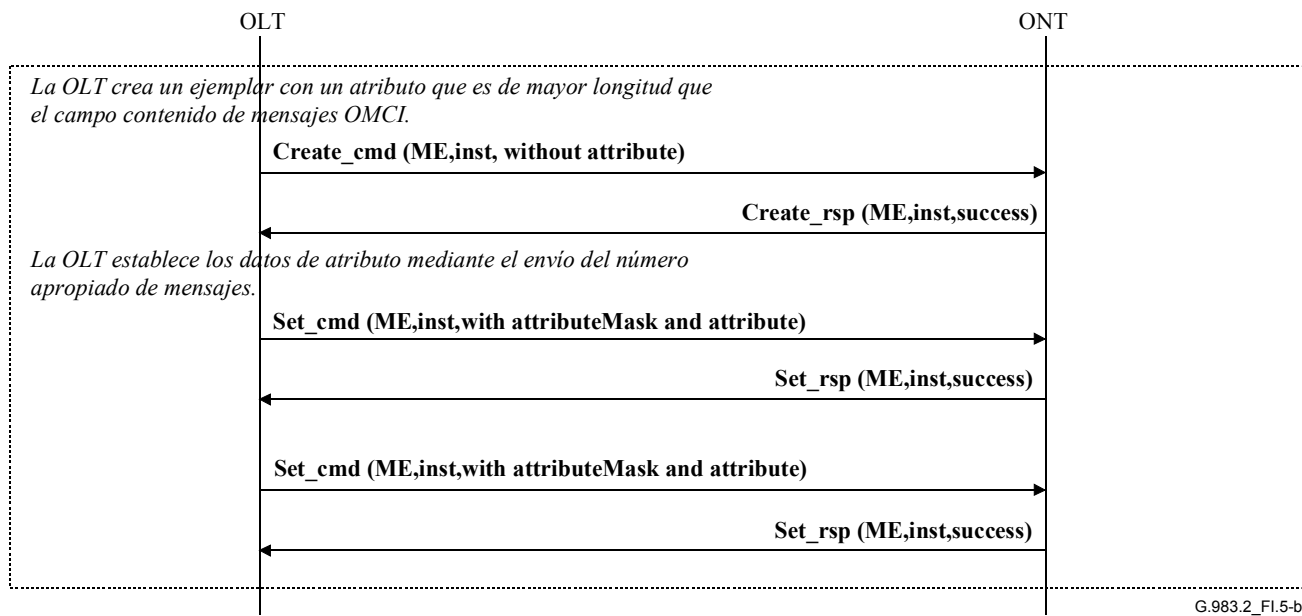 OLT
ONT
La OLT crea un ejemplar con un atributo que es de mayor longitud que
el campo contenido de mensajes OMCI.
Create_cmd (ME,inst, without attribute)
Create_rsp (ME,inst,success)
La OLT establece los datos de atributo mediante el envío del número
apropiado de mensajes.
Set_cmd (ME,inst,with attributeMask and attribute)
Set_rsp (ME,inst,success)
Set_cmd (ME,inst,with attributeMask and attribute)
Set_rsp (ME,inst,success)
G.983.2_FI.5-b